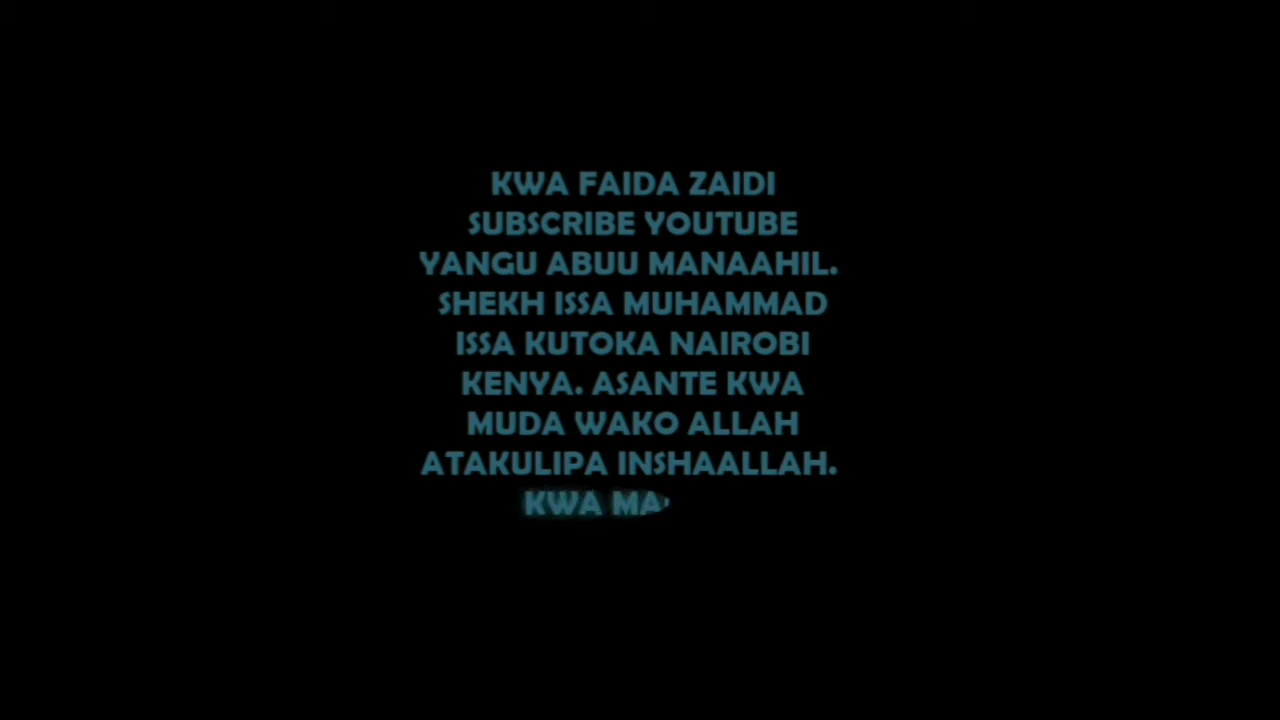 KWA FAIDA ZAIDI
SUBSCRIBE YOUTUBE
YANGU ABUU MANAAHIL.
SHEKH ISSA MUHAMMAD
ISSA KUTOKA NAIROBI
KENYA. ASANTE KWA
MUDA WAKO ALLAH
ATAKULIPA INSHAALLAH.
KWA